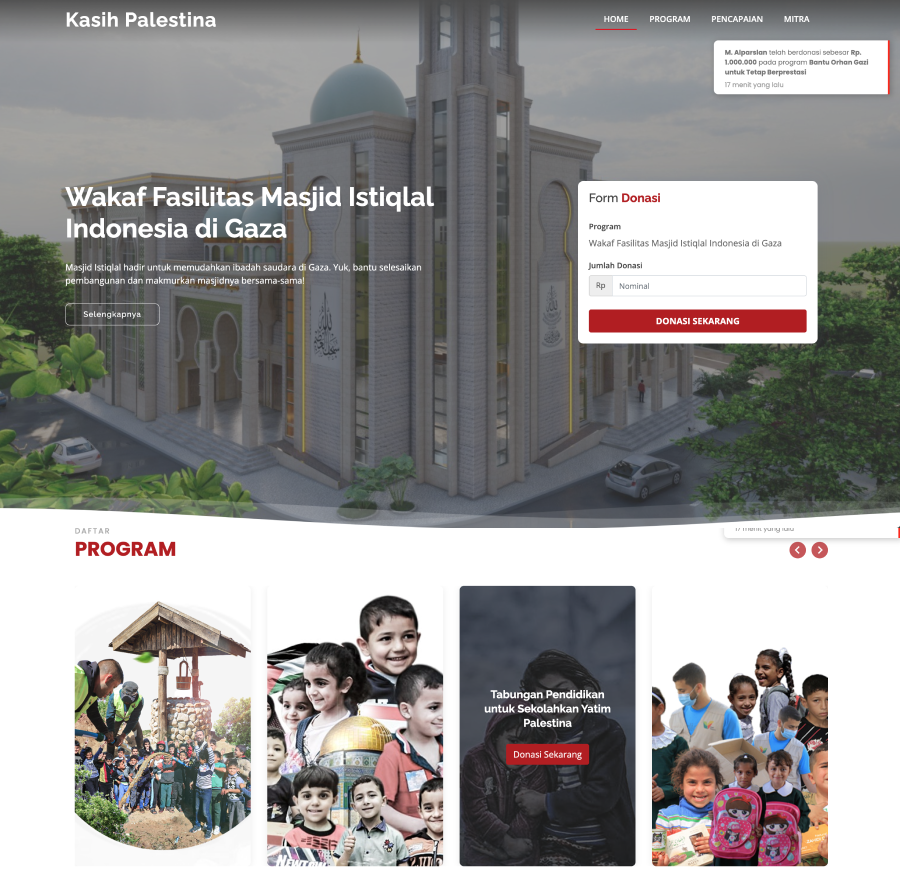 Kasih Palestina
HOME PROGRAM PENCAPAIAN MITRA
M. Alparslan telah berdonasi sebesar Rp.
1.000.000 pada program Bantu Orhan Gazi
untuk Tetap Berprestasi
17 menit yang lalu
Wakaf Fasilitas Masjid Istiqlal
Indonesia di Gaza
Masjid Istiqlal hadir untuk memudahkan ibadah saudara di Gaza. Yuk, bantu selesaikan
pembangunan dan makmurkan masjidnya bersama-sama!
Selengkapnya
Form Donasi
Program
Wakaf Fasilitas Masjid Istiqlal Indonesia di Gaza
Jumlah Donasi
Rp Nominal
DONASI SEKARANG
DAFTAR
PROGRAM
17 menit yang lalu
Tabungan Pendidikan
untuk Sekolahkan Yatim
Palestina
Donasi Sekarang